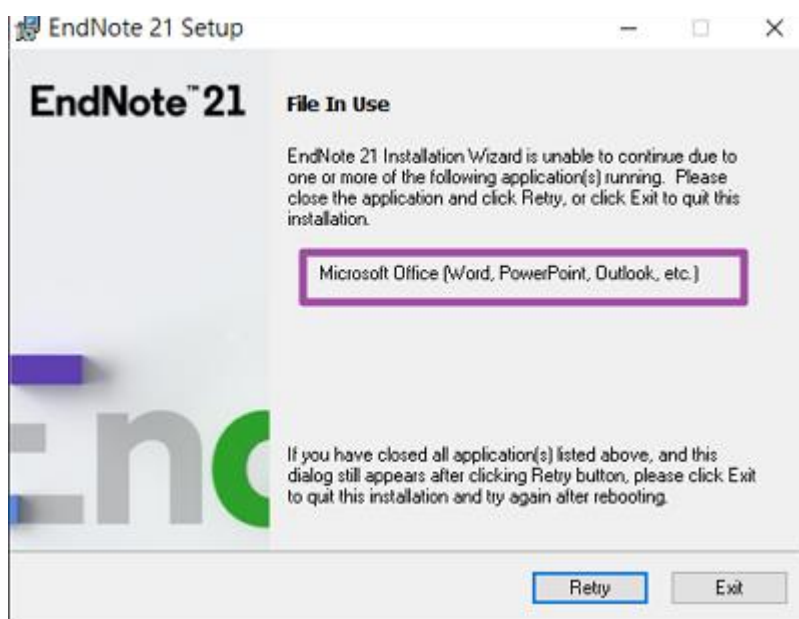 EndNote 21 Setup
EndNote™21
File In Use
EndNote 21 Installation Wizard is unable to continue due to
one or more of the following application(s) running.  Please
close the application and click Retry, or click Exit to quit this
installation.
Microsoft Office (Word, PowerPoint, Outlook, etc.)
Enc
If you have closed all application(s) listed above, and this
dialog still appears after clicking Retry button, please click Exit
to quit this installation and try again after rebooting.
Retry
Exit